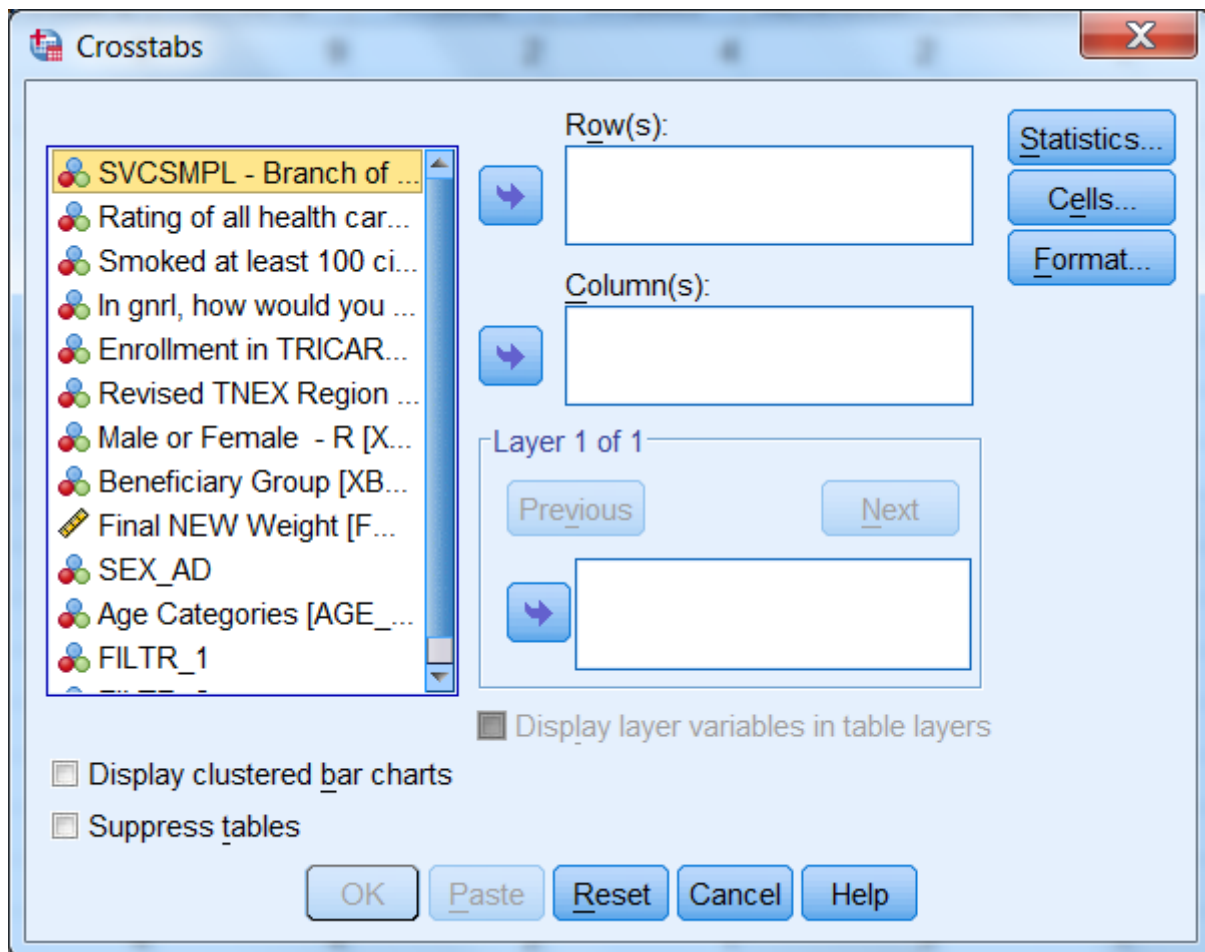 Crosstabs
SVCSMPL - Branch of ...
Rating of all health car...
Smoked at least 100 ci...
In gnrl, how would you ...
Enrollment in TRICAR...
Revised TNEX Region ...
Male or Female - R [X...
Beneficiary Group [XB...
Final NEW Weight [F...
SEX_AD
Age Categories [AGE_...
FILTR_1
Row(s):
Column(s):
Layer 1 of 1
Previous
Next
Display layer variables in table layers
Statistics...
Cells...
Format...
Display clustered bar charts
Suppress tables
OK
Paste
Reset
Cancel
Help